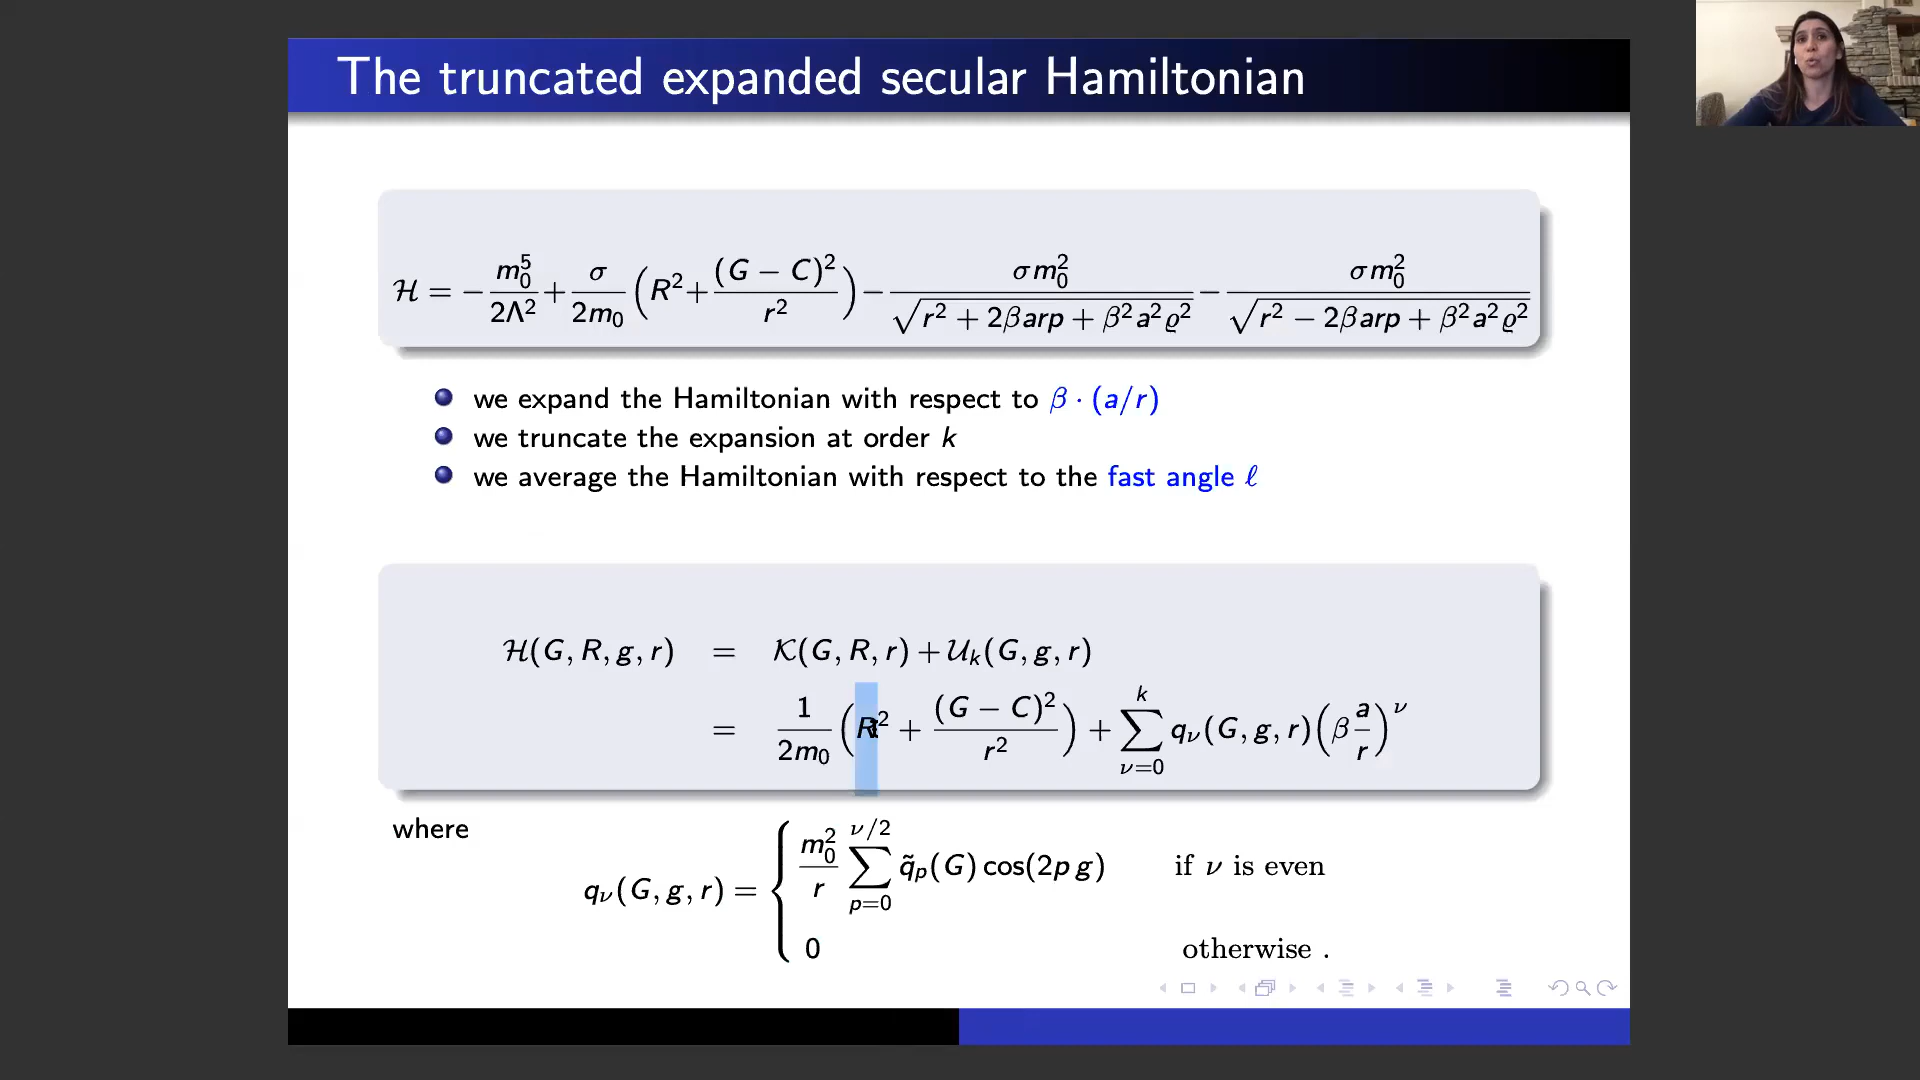 The truncated expanded secular Hamiltonian
ℋ = − m₀⁵/2Λ² + σ/2m₀ (R² + (G − C)²/r²) − σm₀²/√(r² + 2βarp + β²a²ϱ²) − σm₀²/√(r² − 2βarp + β²a²ϱ²)
we expand the Hamiltonian with respect to β · (a/r)
we truncate the expansion at order k
we average the Hamiltonian with respect to the fast angle ℓ
ℋ(G, R, g, r) = 𝒦(G, R, r) + 𝒰ₖ(G, g, r)
= 1/2m₀ (R² + (G − C)²/r²) + ∑_{ν=0}^{k} q_ν(G, g, r)(β a/r)^ν
where
q_ν(G, g, r) = { m₀²/r ∑_{p=0}^{ν/2} q̃ₚ(G) cos(2p g) if ν is even
0 otherwise .